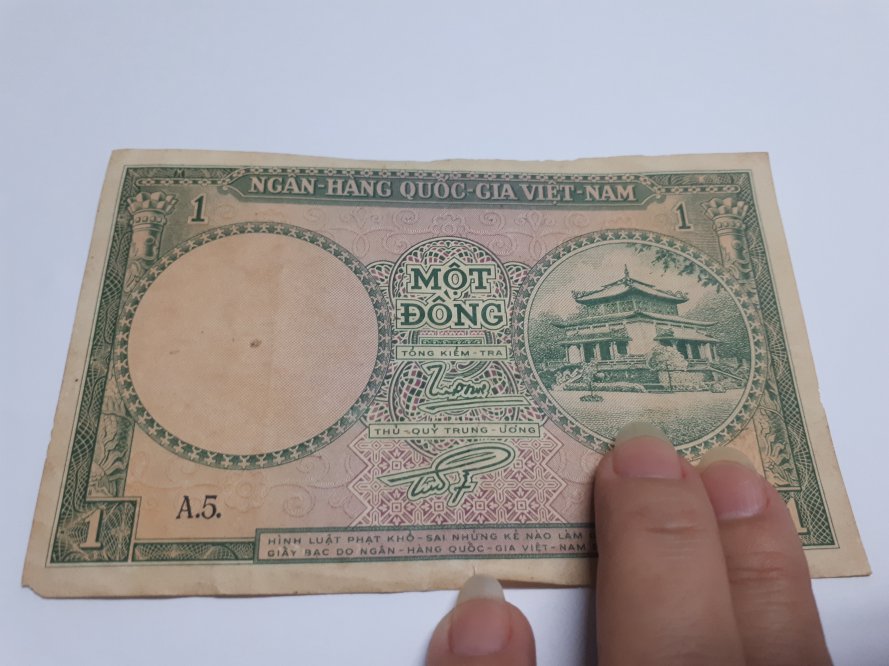 NGÂN-HÀNG QUỐC-GIA VIỆT-NAM
1 1
MỘT
ĐỒNG
TỔNG KIỂM-TRA
THỦ-QUỸ TRUNG-ƯƠNG
A.5.
1 1
HÌNH LUẬT PHẠT KHỔ-SAI NHỮNG KẺ NÀO LÀM
GIẤY BẠC DO NGÂN-HÀNG QUỐC-GIA VIỆT-NAM